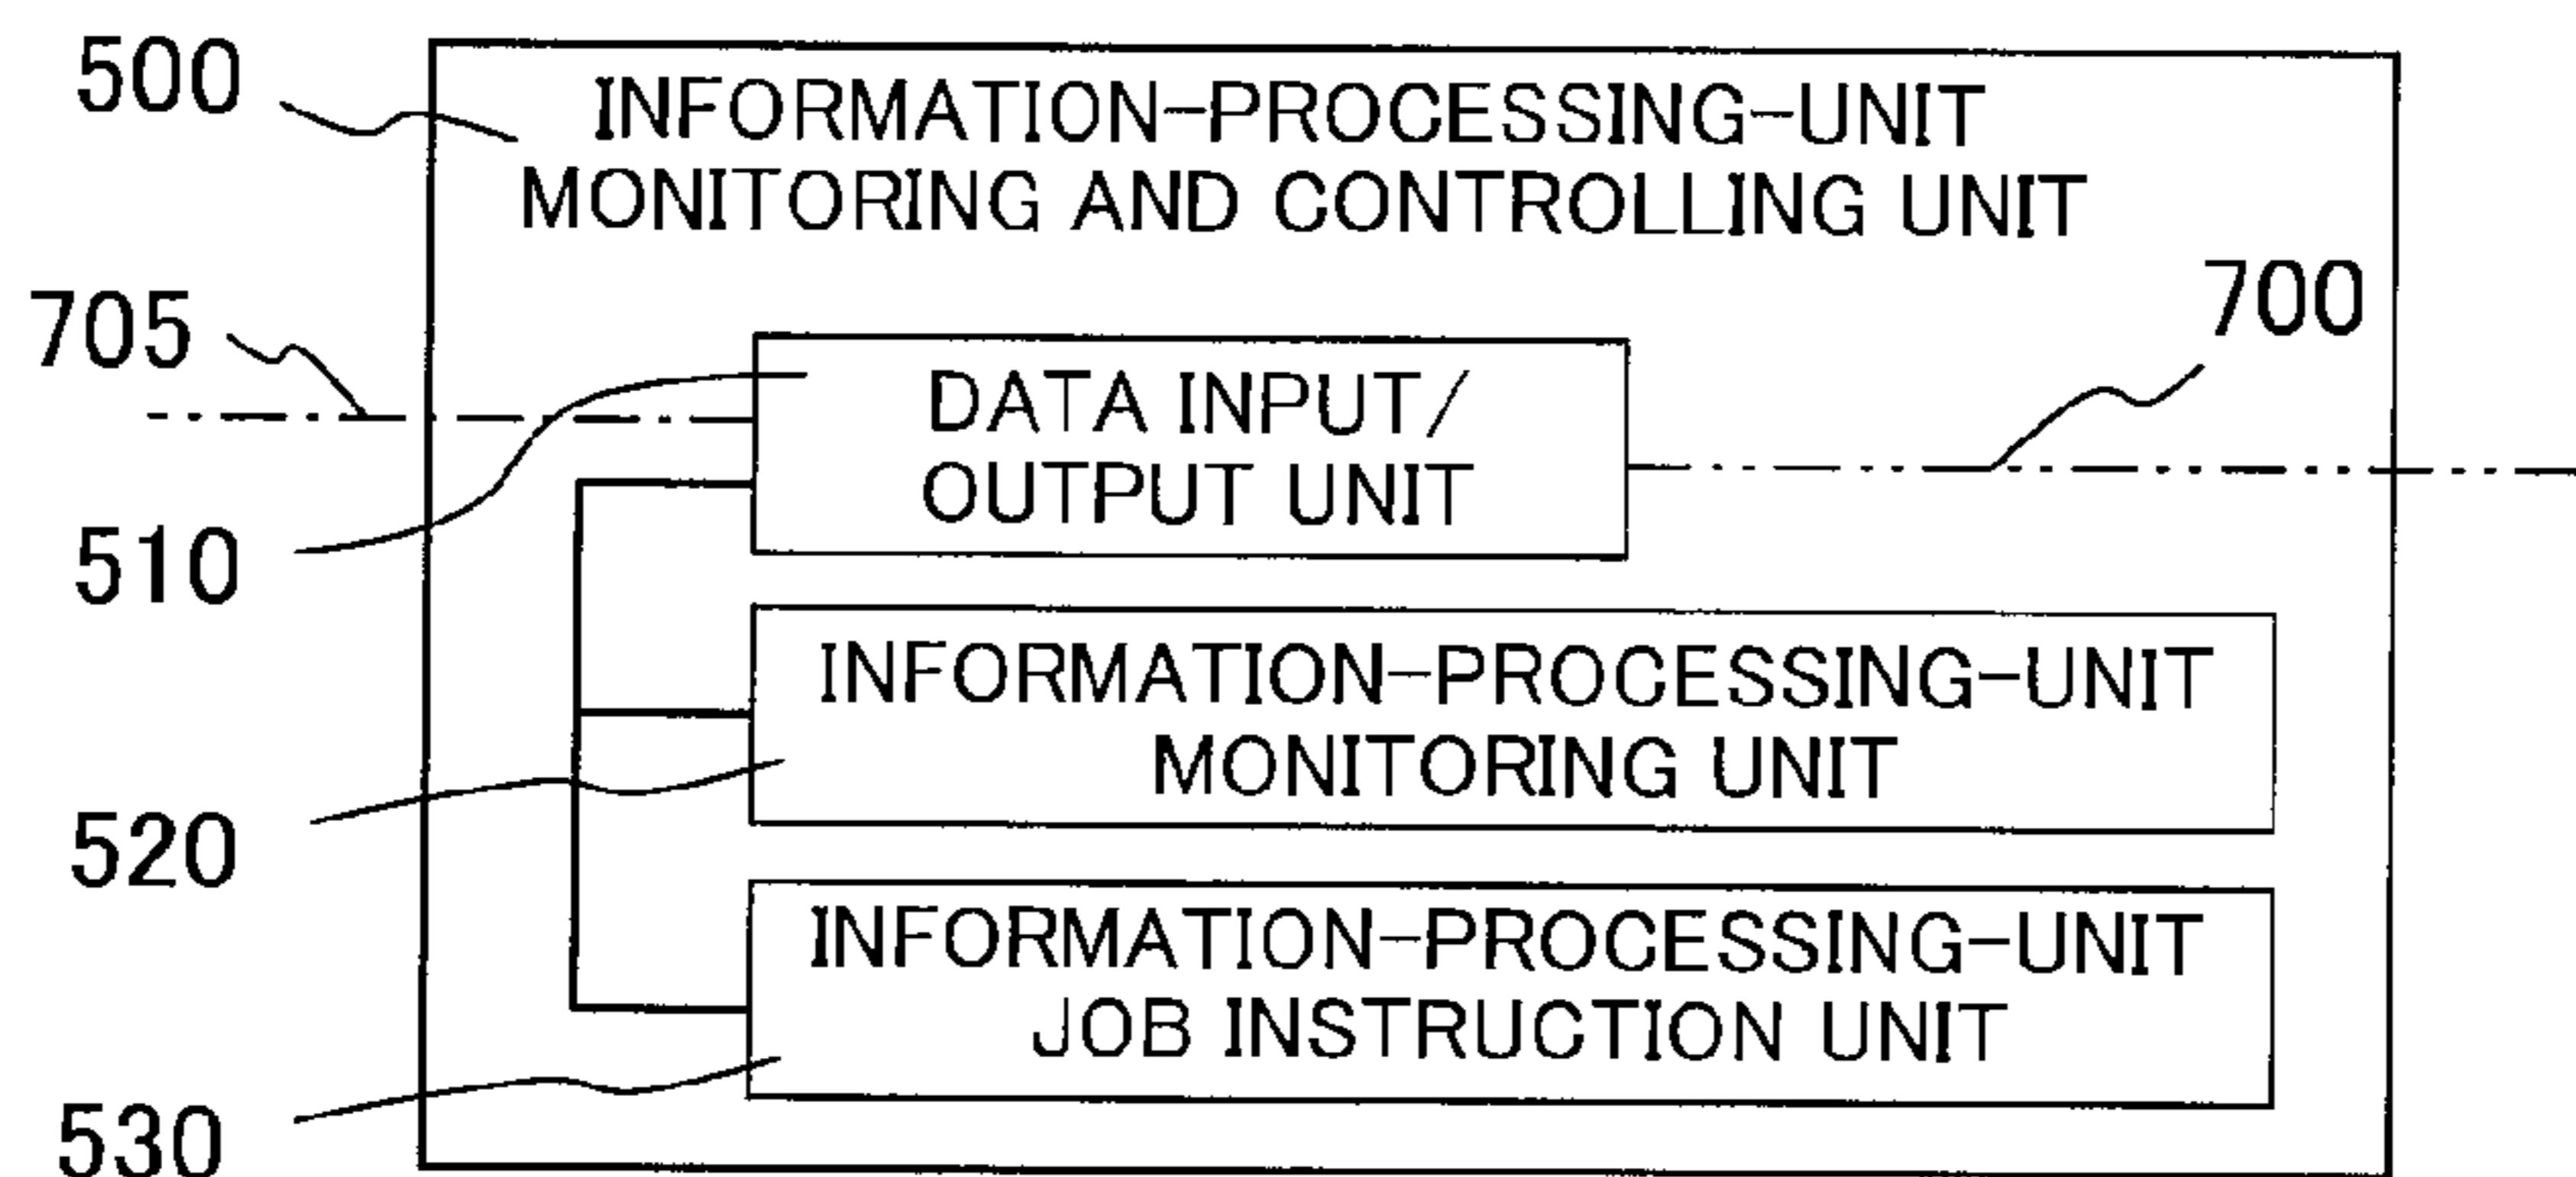 500
INFORMATION-PROCESSING-UNIT
MONITORING AND CONTROLLING UNIT
705
700
DATA INPUT/
OUTPUT UNIT
510
INFORMATION-PROCESSING-UNIT
MONITORING UNIT
520
INFORMATION-PROCESSING-UNIT
JOB INSTRUCTION UNIT
530